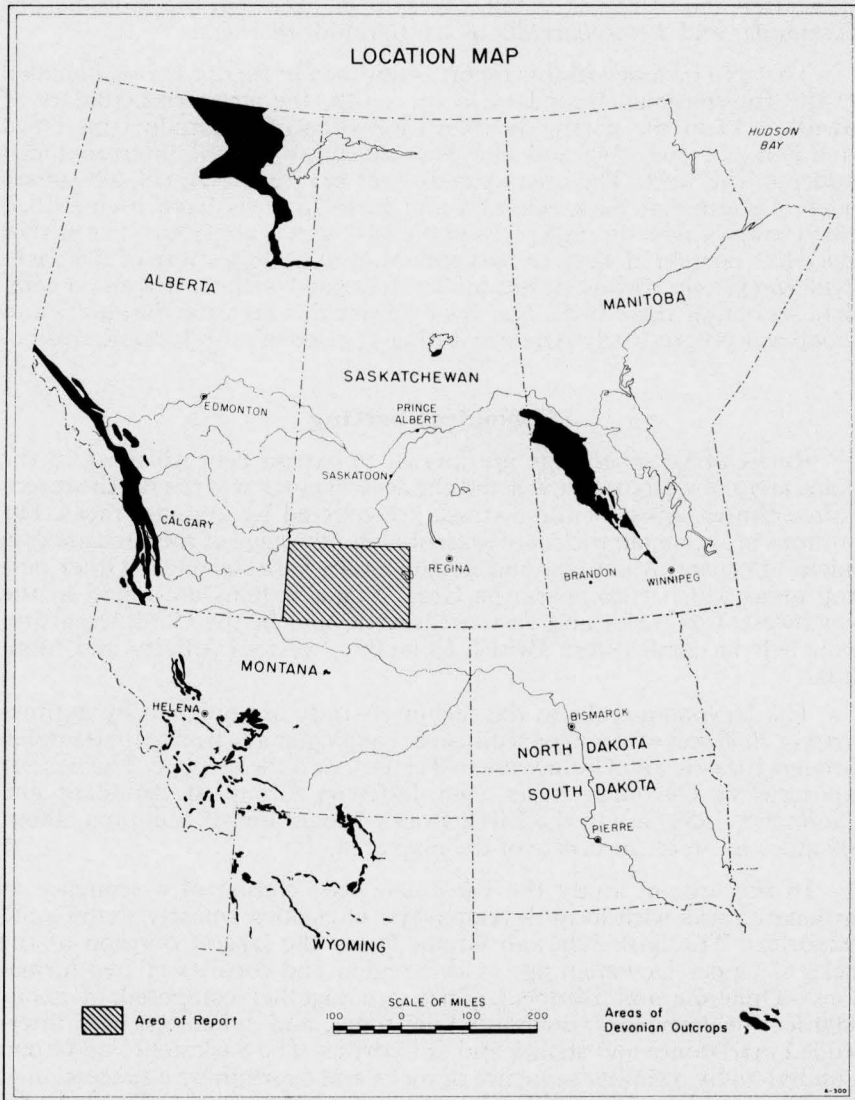 LOCATION MAP
HUDSON
BAY
ALBERTA
MANITOBA
SASKATCHEWAN
EDMONTON
PRINCE
ALBERT
SASKATOON
CALGARY
REGINA
BRANDON
WINNIPEG
MONTANA
HELENA
BISMARCK
NORTH DAKOTA
SOUTH DAKOTA
PIERRE
WYOMING
Area of Report
SCALE OF MILES
100 50 0 100 200
Areas of
Devonian Outcrops
A-300